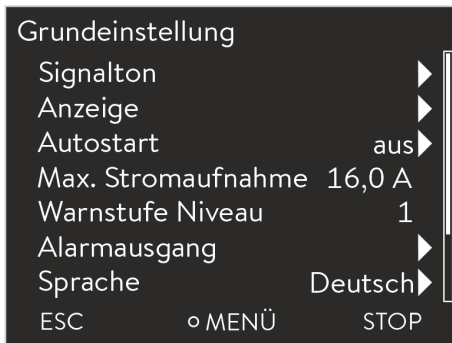 Grundeinstellung
Signalton
Anzeige
Autostart aus
Max. Stromaufnahme 16,0 A
Warnstufe Niveau 1
Alarmausgang
Sprache Deutsch
ESC MENÜ STOP